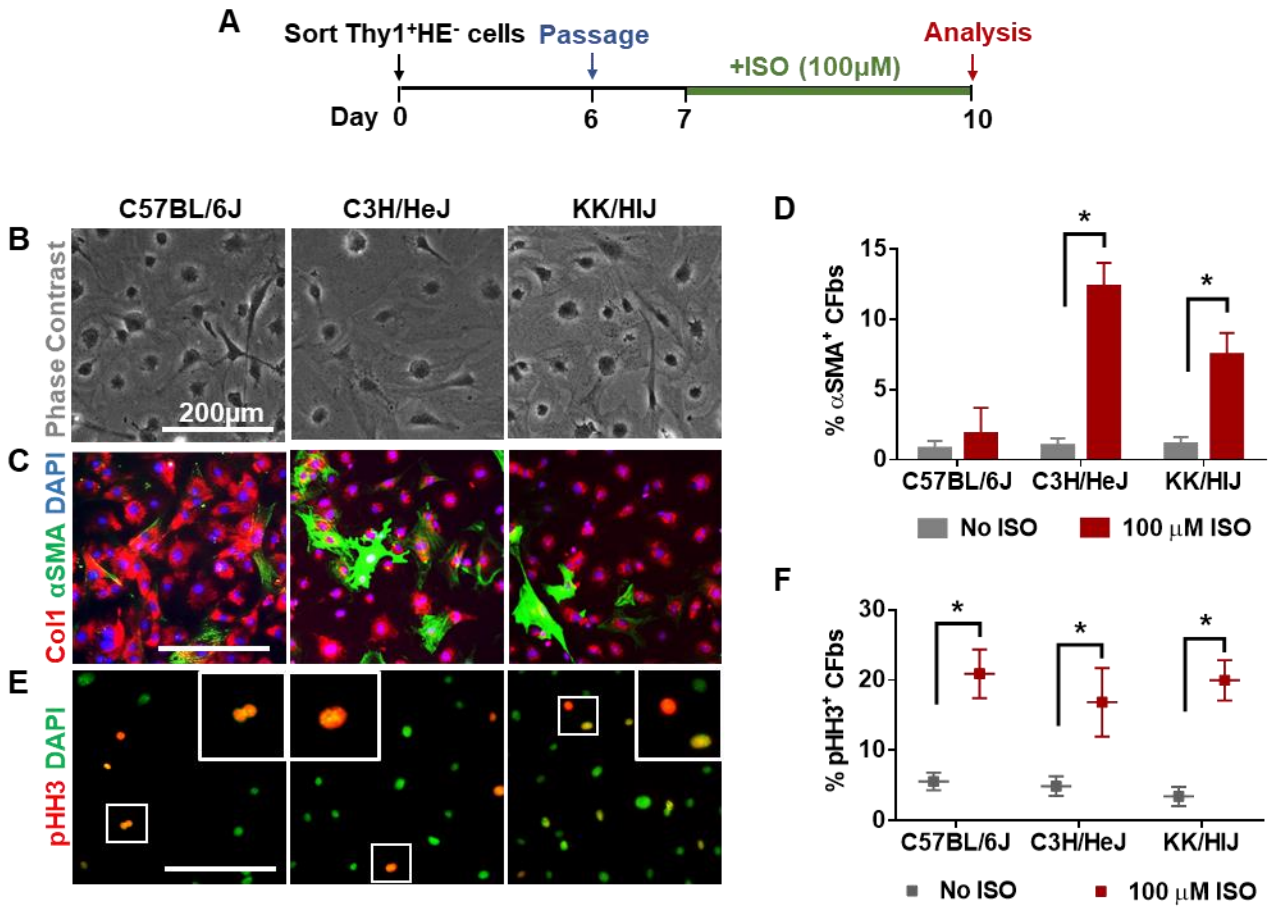 A
Sort Thy1+HE- cells Passage Analysis
+ISO (100μM)
Day 0 6 7 10
C57BL/6J C3H/HeJ KK/HIJ
B
Phase Contrast
200μm
C
Col1 αSMA DAPI
E
pHH3 DAPI
D
% αSMA+ CFbs
15
10
5
0
* *
C57BL/6J C3H/HeJ KK/HIJ
No ISO 100 μM ISO
F
% pHH3+ CFbs
30
20
10
0
* * *
C57BL/6J C3H/HeJ KK/HIJ
No ISO 100 μM ISO